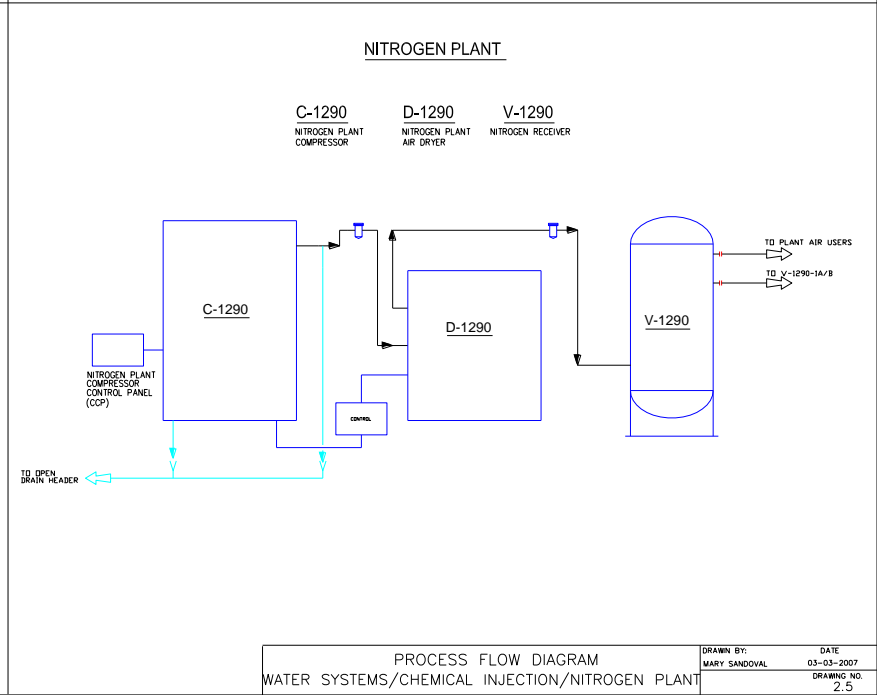 NITROGEN PLANT
C-1290
NITROGEN PLANT
COMPRESSOR
D-1290
NITROGEN PLANT
AIR DRYER
V-1290
NITROGEN RECEIVER
TO PLANT AIR USERS
TO V-1290-1A/B
C-1290
D-1290
V-1290
NITROGEN PLANT
COMPRESSOR
CONTROL PANEL
(CCP)
CONTROL
TO OPEN
DRAIN HEADER
PROCESS FLOW DIAGRAM
WATER SYSTEMS/CHEMICAL INJECTION/NITROGEN PLANT
DRAWN BY:
MARY SANDOVAL
DATE
03-03-2007
DRAWING NO.
2.5